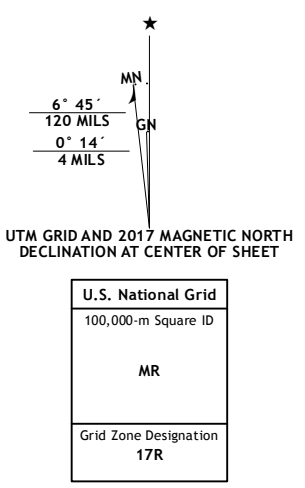 ★
MN
6° 45´
120 MILS
GN
0° 14´
4 MILS
UTM GRID AND 2017 MAGNETIC NORTH
DECLINATION AT CENTER OF SHEET
U.S. National Grid
100,000-m Square ID
MR
Grid Zone Designation
17R